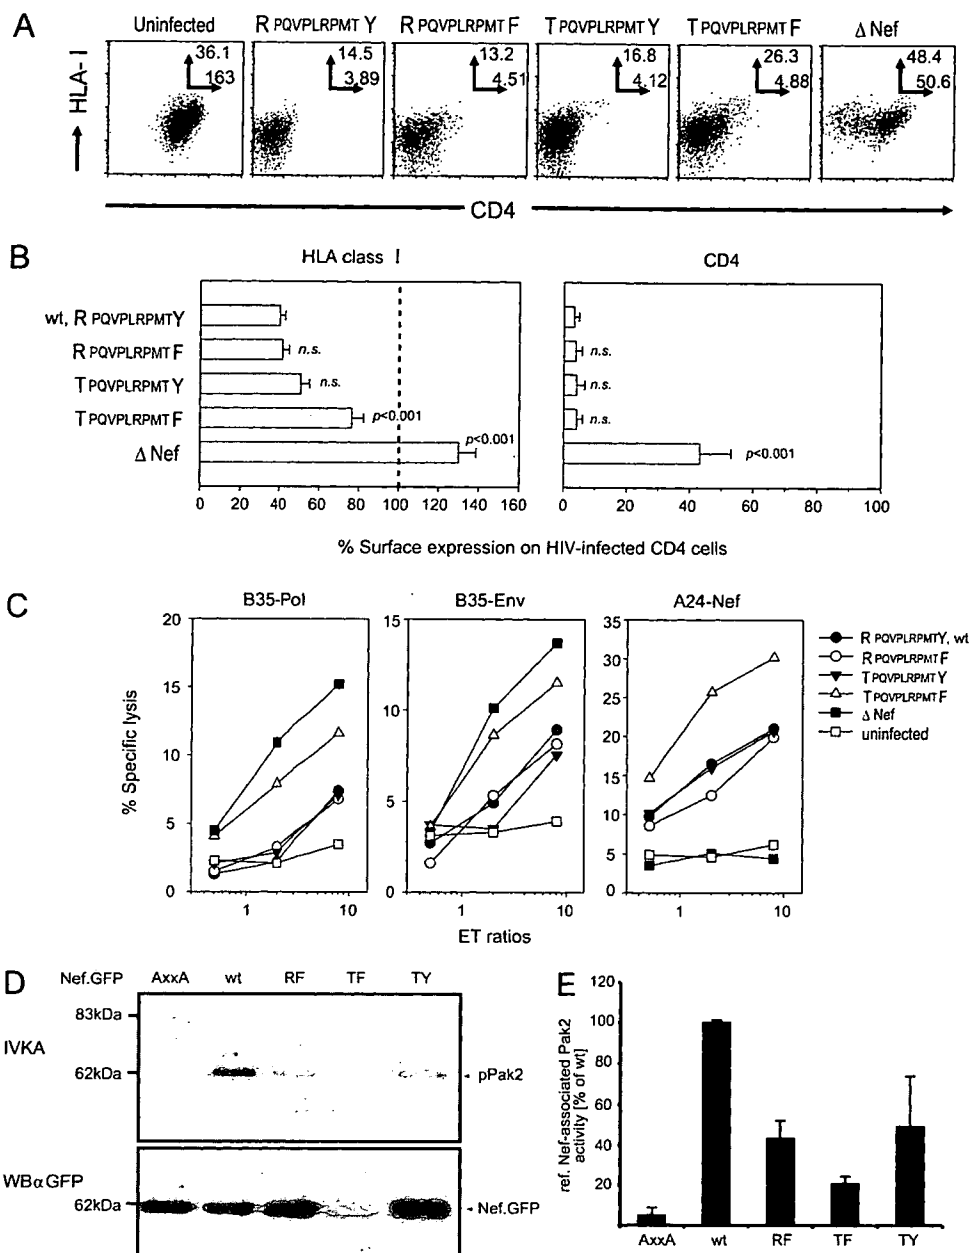 A
Uninfected
R PQVPLRPMT Y
R PQVPLRPMT F
T PQVPLRPMT Y
T PQVPLRPMT F
Δ Nef
36.1
163
14.5
3.89
13.2
4.51
16.8
4.12
26.3
4.88
48.4
50.6
HLA-I
CD4
B
HLA class I
CD4
wt, R PQVPLRPMT Y
R PQVPLRPMT F
T PQVPLRPMT Y
T PQVPLRPMT F
Δ Nef
n.s.
n.s.
p<0.001
p<0.001
n.s.
n.s.
n.s.
p<0.001
0 20 40 60 80 100 120 140 160
0 20 40 60 80 100
% Surface expression on HIV-infected CD4 cells
C
B35-Pol
B35-Env
A24-Nef
% Specific lysis
20
15
10
5
0
15
10
5
0
35
30
25
20
15
10
5
0
1 10
1 10
1 10
ET ratios
R PQVPLRPMT Y, wt
R PQVPLRPMT F
T PQVPLRPMT Y
T PQVPLRPMT F
Δ Nef
uninfected
D
Nef.GFP AxxA wt RF TF TY
83kDa
IVKA
62kDa
pPak2
WBαGFP
62kDa
Nef.GFP
E
ref. Nef-associated Pak2
activity [% of wt]
120
100
80
60
40
20
AxxA wt RF TF TY